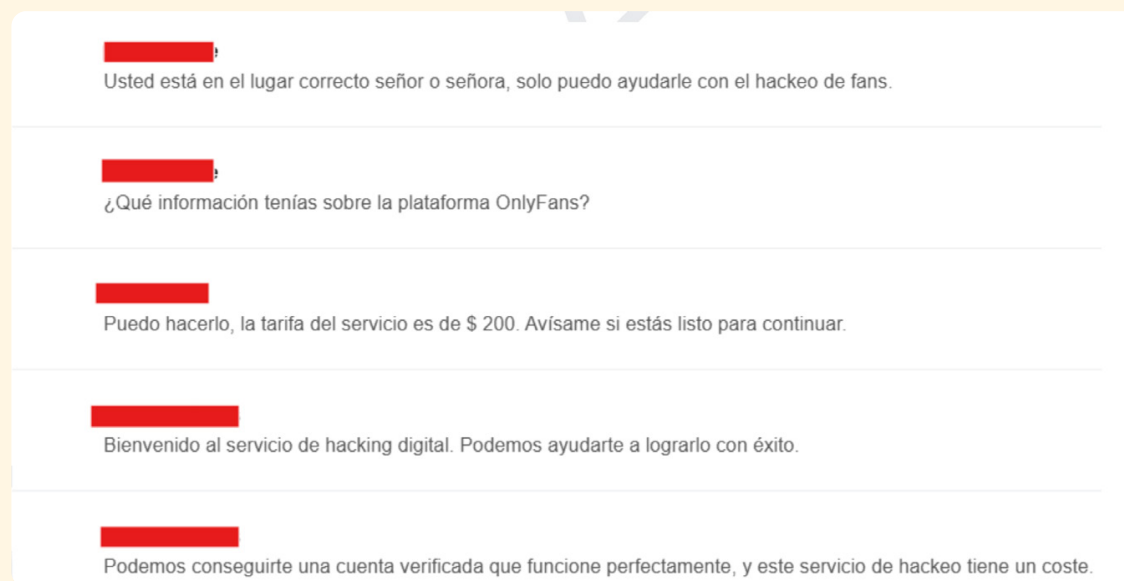 Usted está en el lugar correcto señor o señora, solo puedo ayudarle con el hackeo de fans.
¿Qué información tenías sobre la plataforma OnlyFans?
Puedo hacerlo, la tarifa del servicio es de $ 200. Avísame si estás listo para continuar.
Bienvenido al servicio de hacking digital. Podemos ayudarte a lograrlo con éxito.
Podemos conseguirte una cuenta verificada que funcione perfectamente, y este servicio de hackeo tiene un coste.